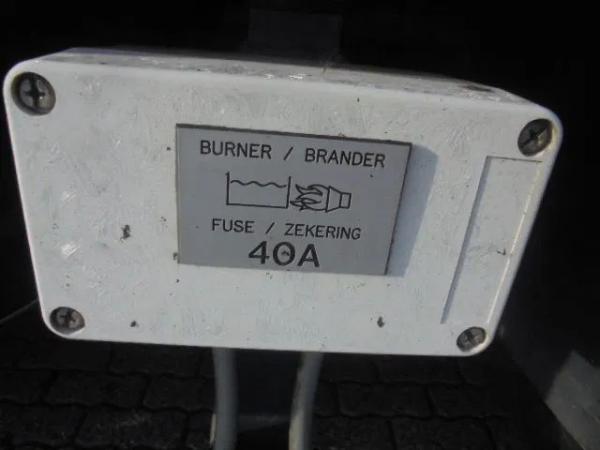 BURNER / BRANDER
FUSE / ZEKERING
40A